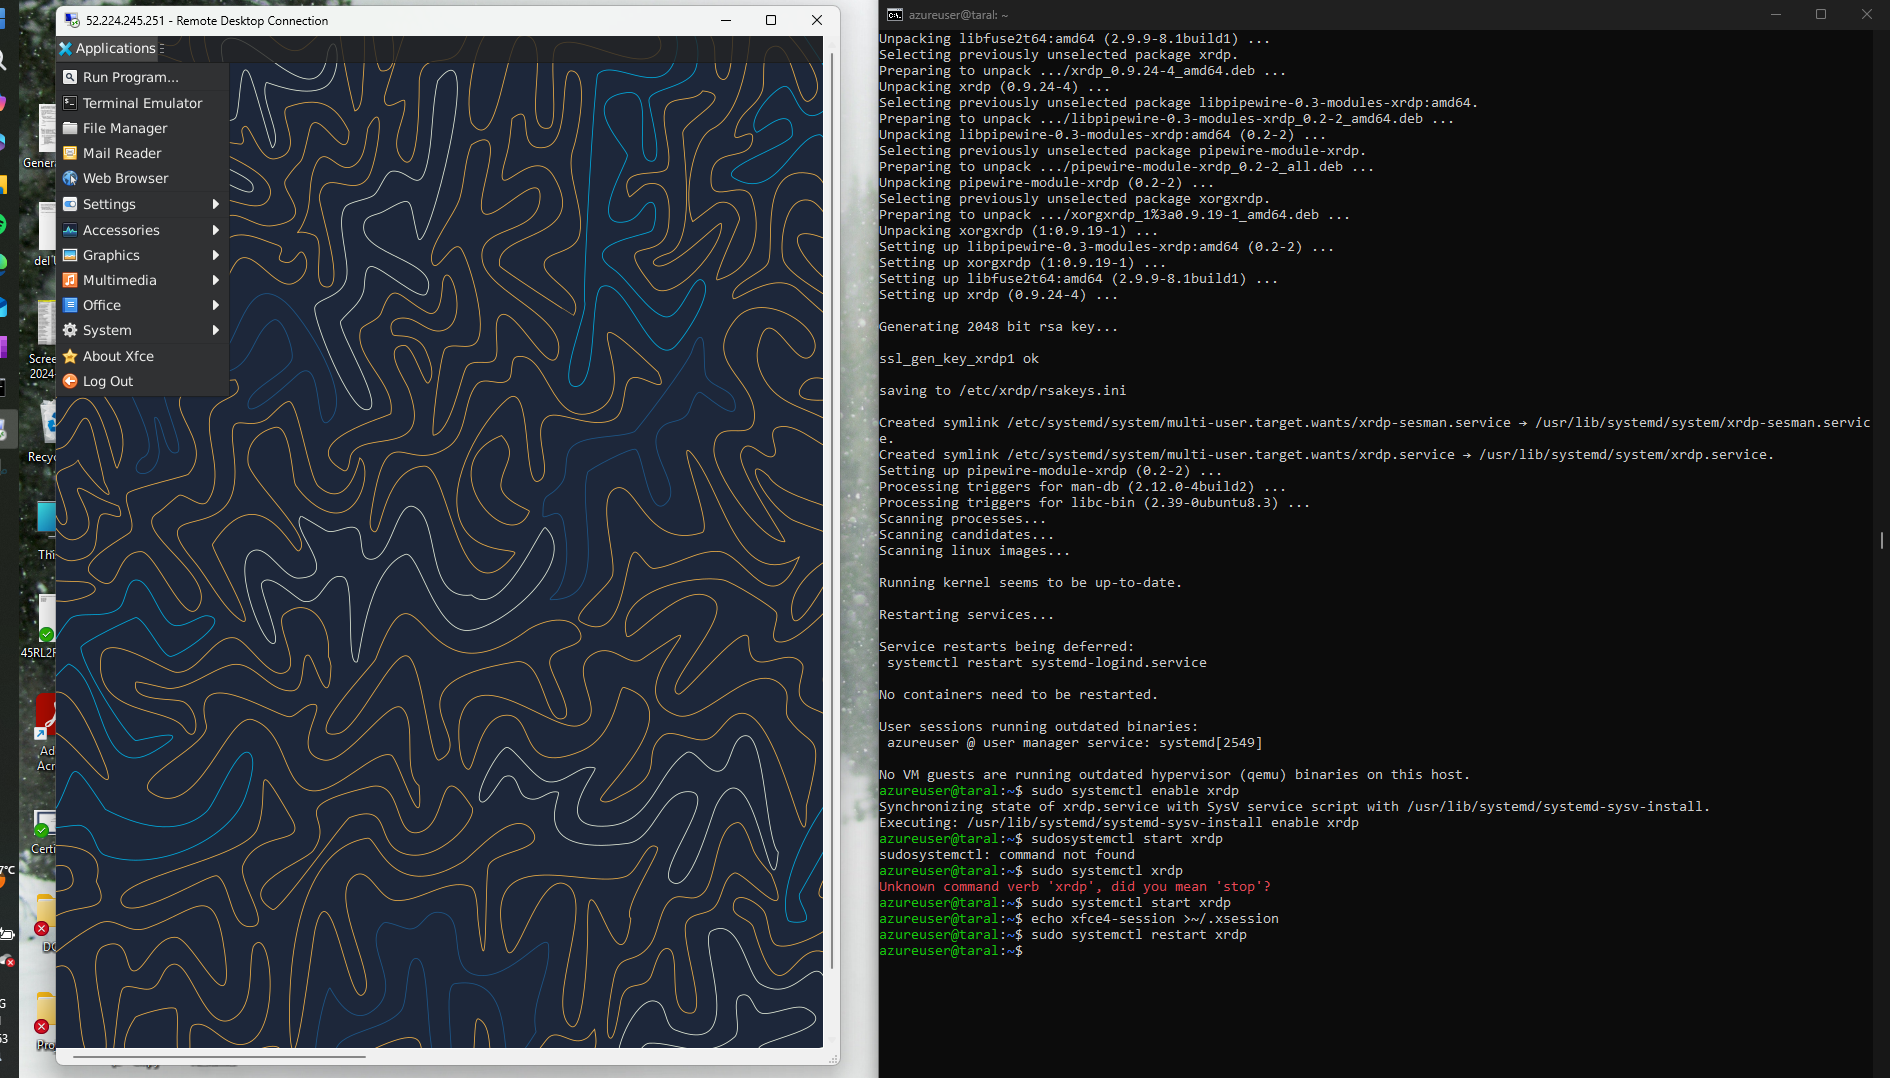 52.224.245.251 - Remote Desktop Connection
Applications
Run Program...
Terminal Emulator
File Manager
Mail Reader
Web Browser
Settings
Accessories
Graphics
Multimedia
Office
System
About Xfce
Log Out
Gener
del
Scree
2024-
Recyc
Thi
45RL2F
Ad
Acr
Certi
7°C
DC
G
53
Pro
azureuser@taral: ~
Unpacking libfuse2t64:amd64 (2.9.9-8.1build1) ...
Selecting previously unselected package xrdp.
Preparing to unpack .../xrdp_0.9.24-4_amd64.deb ...
Unpacking xrdp (0.9.24-4) ...
Selecting previously unselected package libpipewire-0.3-modules-xrdp:amd64.
Preparing to unpack .../libpipewire-0.3-modules-xrdp_0.2-2_amd64.deb ...
Unpacking libpipewire-0.3-modules-xrdp:amd64 (0.2-2) ...
Selecting previously unselected package pipewire-module-xrdp.
Preparing to unpack .../pipewire-module-xrdp_0.2-2_all.deb ...
Unpacking pipewire-module-xrdp (0.2-2) ...
Selecting previously unselected package xorgxrdp.
Preparing to unpack .../xorgxrdp_1%3a0.9.19-1_amd64.deb ...
Unpacking xorgxrdp (1:0.9.19-1) ...
Setting up libpipewire-0.3-modules-xrdp:amd64 (0.2-2) ...
Setting up xorgxrdp (1:0.9.19-1) ...
Setting up libfuse2t64:amd64 (2.9.9-8.1build1) ...
Setting up xrdp (0.9.24-4) ...
Generating 2048 bit rsa key...
ssl_gen_key_xrdp1 ok
saving to /etc/xrdp/rsakeys.ini
Created symlink /etc/systemd/system/multi-user.target.wants/xrdp-sesman.service → /usr/lib/systemd/system/xrdp-sesman.servic
e.
Created symlink /etc/systemd/system/multi-user.target.wants/xrdp.service → /usr/lib/systemd/system/xrdp.service.
Setting up pipewire-module-xrdp (0.2-2) ...
Processing triggers for man-db (2.12.0-4build2) ...
Processing triggers for libc-bin (2.39-0ubuntu8.3) ...
Scanning processes...
Scanning candidates...
Scanning linux images...
Running kernel seems to be up-to-date.
Restarting services...
Service restarts being deferred:
systemctl restart systemd-logind.service
No containers need to be restarted.
User sessions running outdated binaries:
azureuser @ user manager service: systemd[2549]
No VM guests are running outdated hypervisor (qemu) binaries on this host.
azureuser@taral:~$ sudo systemctl enable xrdp
Synchronizing state of xrdp.service with SysV service script with /usr/lib/systemd/systemd-sysv-install.
Executing: /usr/lib/systemd/systemd-sysv-install enable xrdp
azureuser@taral:~$ sudosystemctl start xrdp
sudosystemctl: command not found
azureuser@taral:~$ sudo systemctl xrdp
Unknown command verb 'xrdp', did you mean 'stop'?
azureuser@taral:~$ sudo systemctl start xrdp
azureuser@taral:~$ echo xfce4-session >~/.xsession
azureuser@taral:~$ sudo systemctl restart xrdp
azureuser@taral:~$